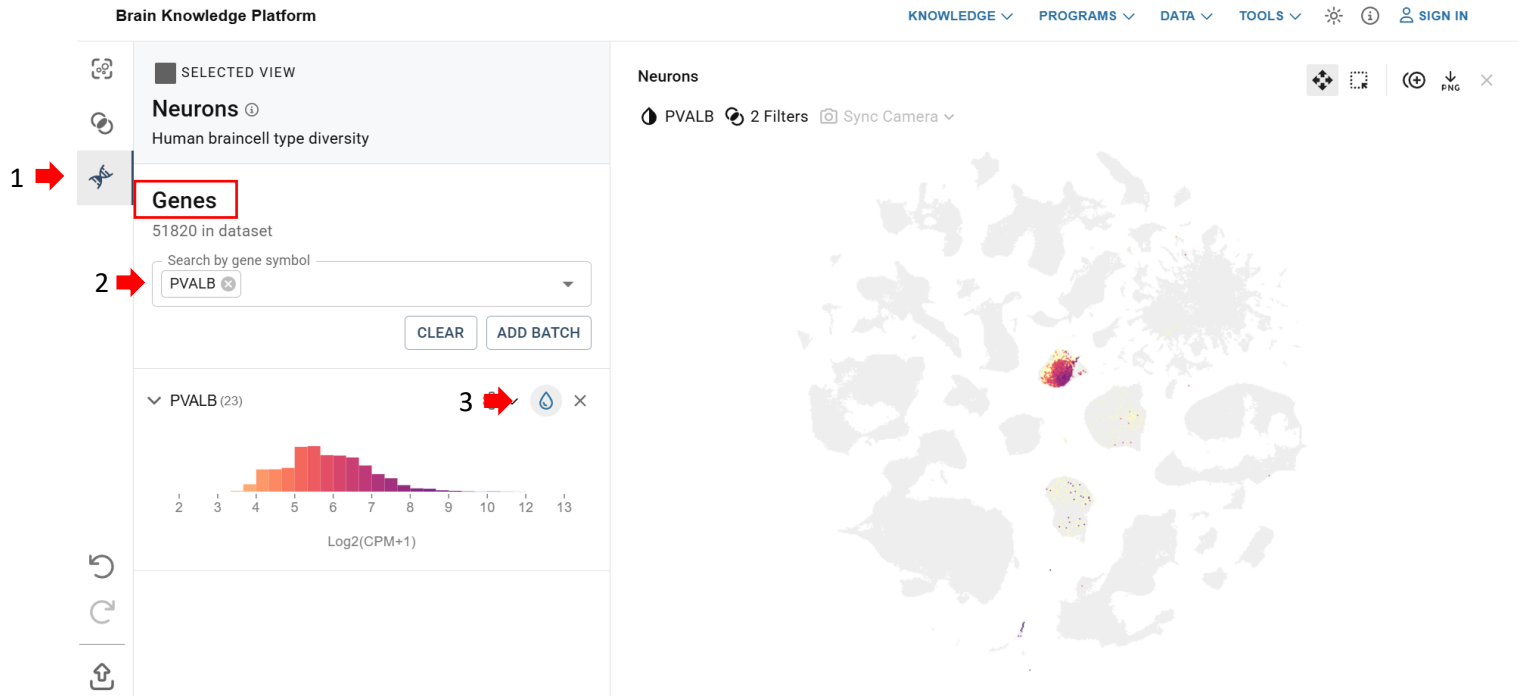 Brain Knowledge Platform
KNOWLEDGE PROGRAMS DATA TOOLS SIGN IN
SELECTED VIEW
Neurons
Human braincell type diversity
1
Genes
51820 in dataset
Search by gene symbol
2
PVALB
CLEAR ADD BATCH
PVALB (23)
3
2 3 4 5 6 7 8 9 10 12 13
Log2(CPM+1)
Neurons
PNG
PVALB 2 Filters Sync Camera